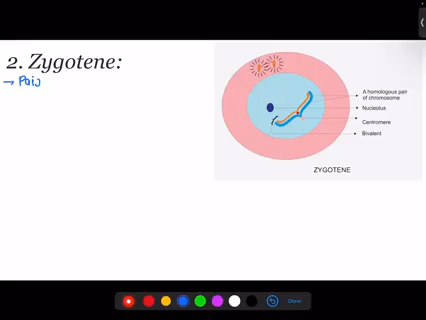 2. Zygotene:
→ Pair
A homologous pair
of chromosome
Nucleolus
Centromere
Bivalent
ZYGOTENE
Done